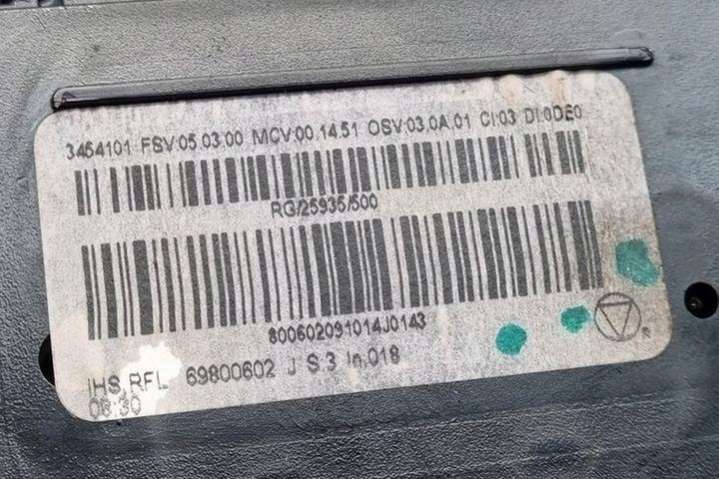 3454101 FSV:05.03.00 MCV:00.14.51 OSV:03.0A.01 CI:03 DI:0DE0
RG/25935/500
800602091014J0143
IHS RFL 69800602 J S.3 In.018
08:30